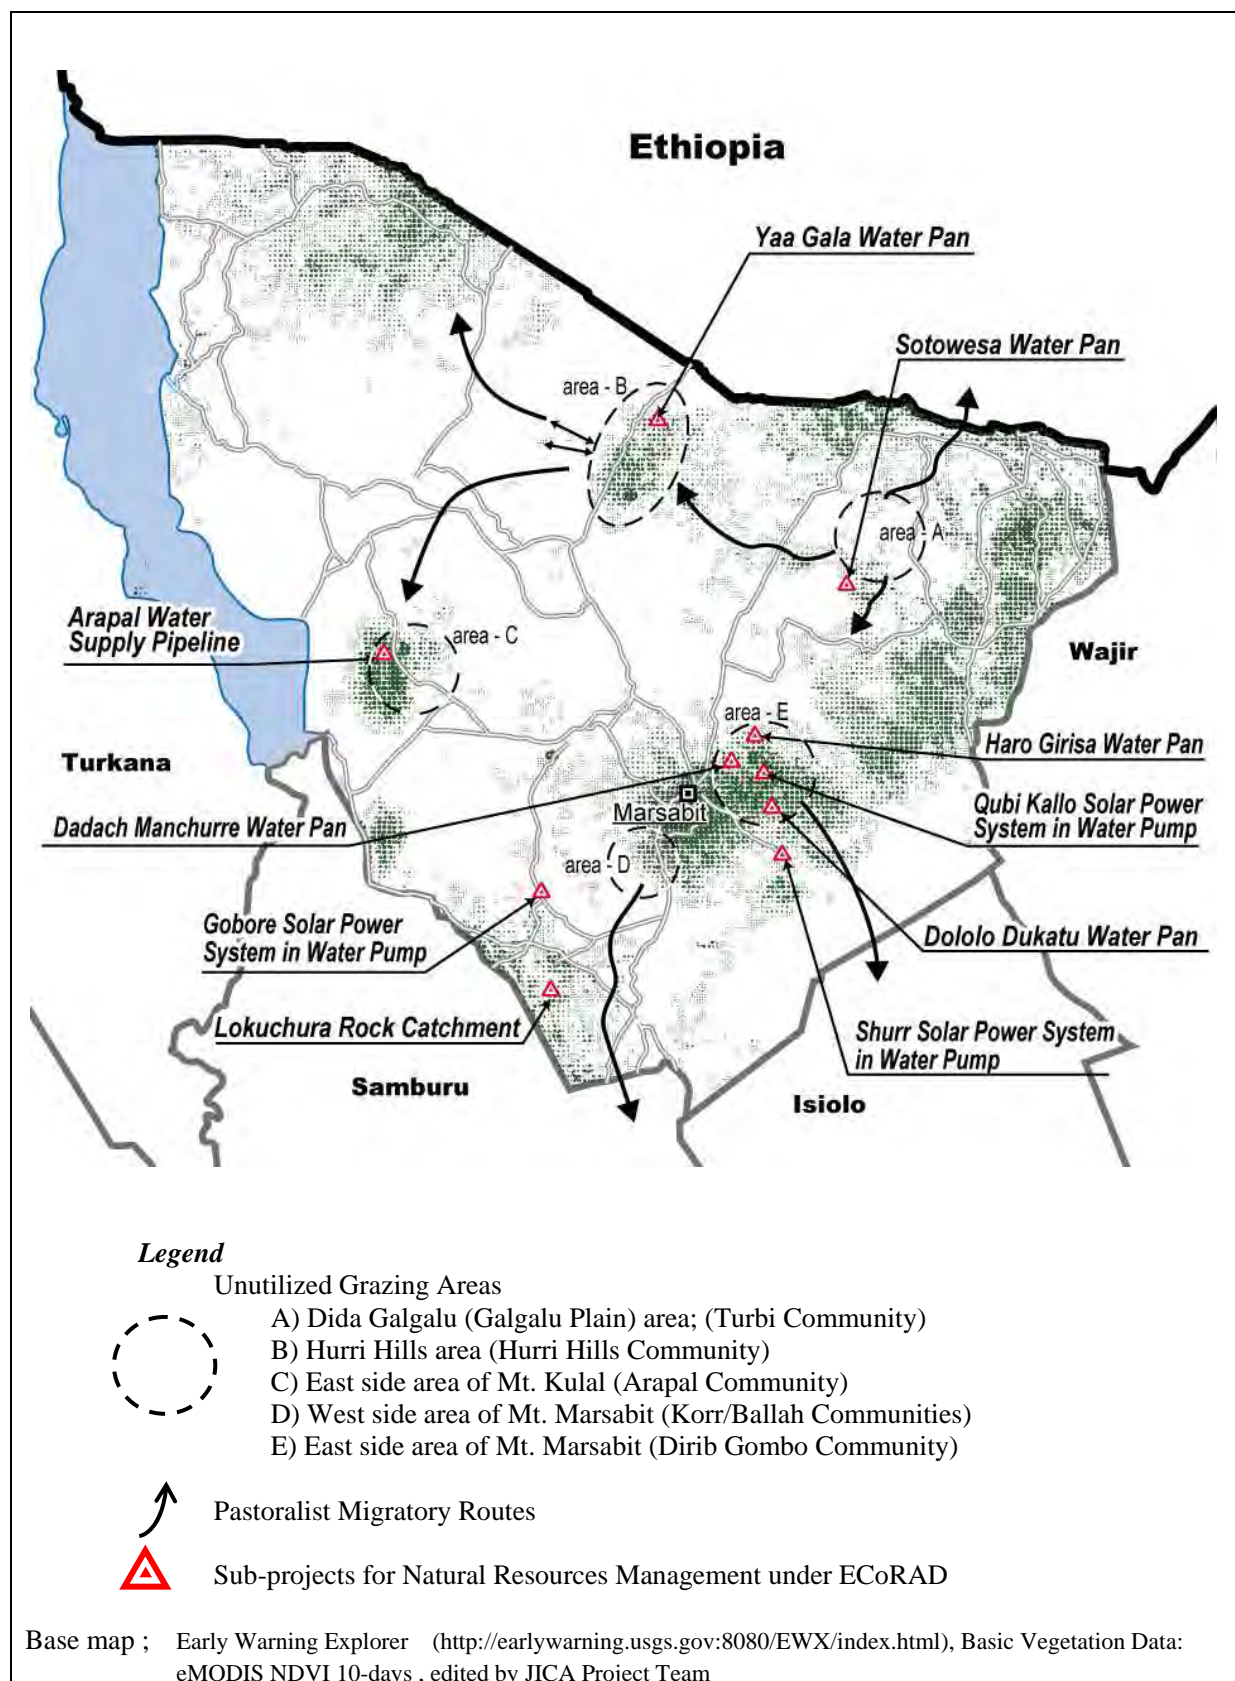 Ethiopia
Yaa Gala Water Pan
Sotowesa Water Pan
area - B
area - A
Arapal Water
Supply Pipeline
area - C
Wajir
area - E
Haro Girisa Water Pan
Turkana
Qubi Kallo Solar Power
System in Water Pump
Marsabit
Dadach Manchurre Water Pan
area - D
Gobore Solar Power
System in Water Pump
Dololo Dukatu Water Pan
Lokuchura Rock Catchment
Shurr Solar Power System
in Water Pump
Samburu
Isiolo
Legend
Unutilized Grazing Areas
A) Dida Galgalu (Galgalu Plain) area; (Turbi Community)
B) Hurri Hills area (Hurri Hills Community)
C) East side area of Mt. Kulal (Arapal Community)
D) West side area of Mt. Marsabit (Korr/Ballah Communities)
E) East side area of Mt. Marsabit (Dirib Gombo Community)
Pastoralist Migratory Routes
Sub-projects for Natural Resources Management under ECoRAD
Base map ; Early Warning Explorer (http://earlywarning.usgs.gov:8080/EWX/index.html), Basic Vegetation Data:
eMODIS NDVI 10-days , edited by JICA Project Team